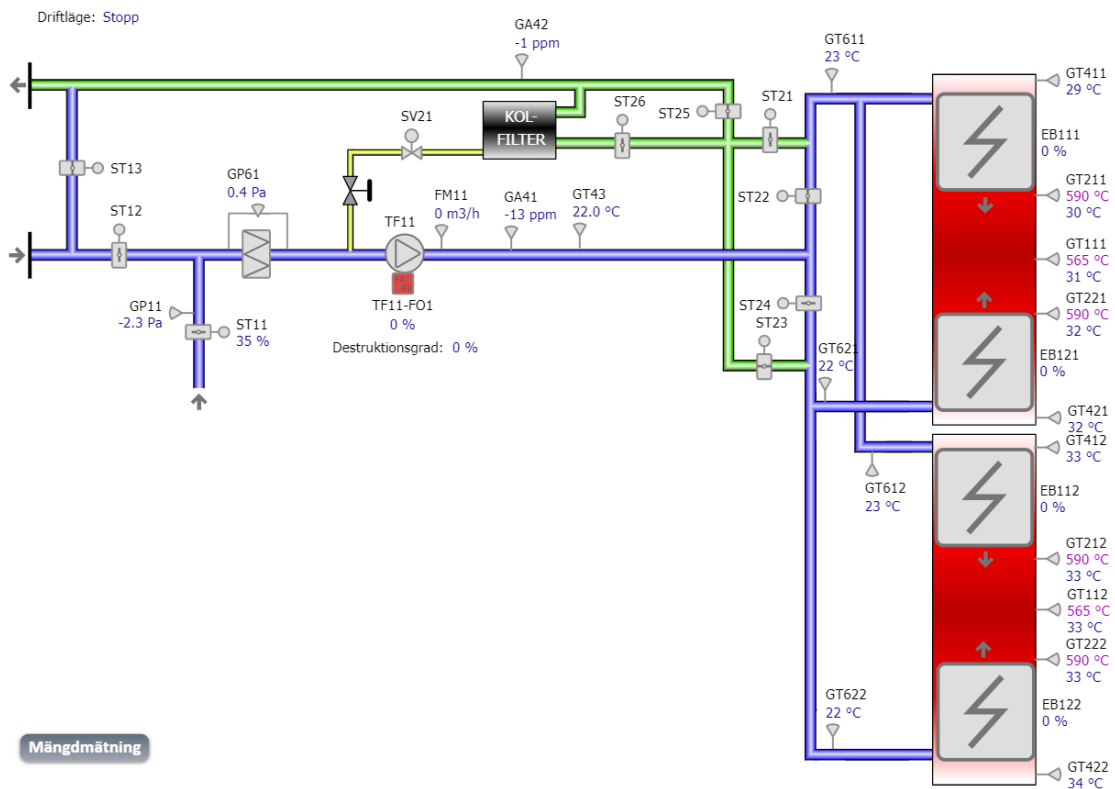 Driftläge: Stopp
GA42
-1 ppm
GT611
23 °C
GT411
29 °C
ST26
ST25
ST21
SV21
KOL-
FILTER
EB111
0 %
ST13
GP61
0.4 Pa
GT211
590 °C
30 °C
ST12
FM11
0 m3/h
GA41
-13 ppm
GT43
22.0 °C
ST22
TF11
GT111
565 °C
31 °C
TF11-FO1
0 %
GP11
-2.3 Pa
ST11
35 %
ST24
ST23
GT221
590 °C
32 °C
Destruktionsgrad: 0 %
GT621
22 °C
EB121
0 %
GT421
32 °C
GT412
33 °C
GT612
23 °C
EB112
0 %
GT212
590 °C
33 °C
GT112
565 °C
33 °C
GT222
590 °C
33 °C
GT622
22 °C
EB122
0 %
Mängdmätning
GT422
34 °C